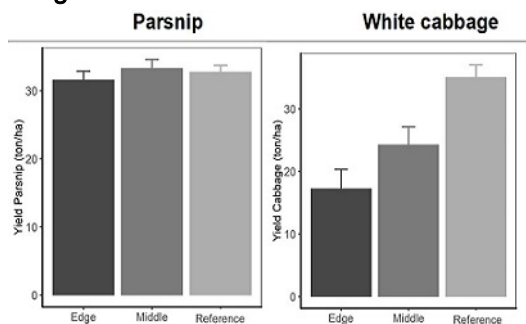 Parsnip
White cabbage
Yield Parsnip (ton/ha)
30
20
10
0
Edge Middle Reference
Yield Cabbage (ton/ha)
30
20
10
0
Edge Middle Reference